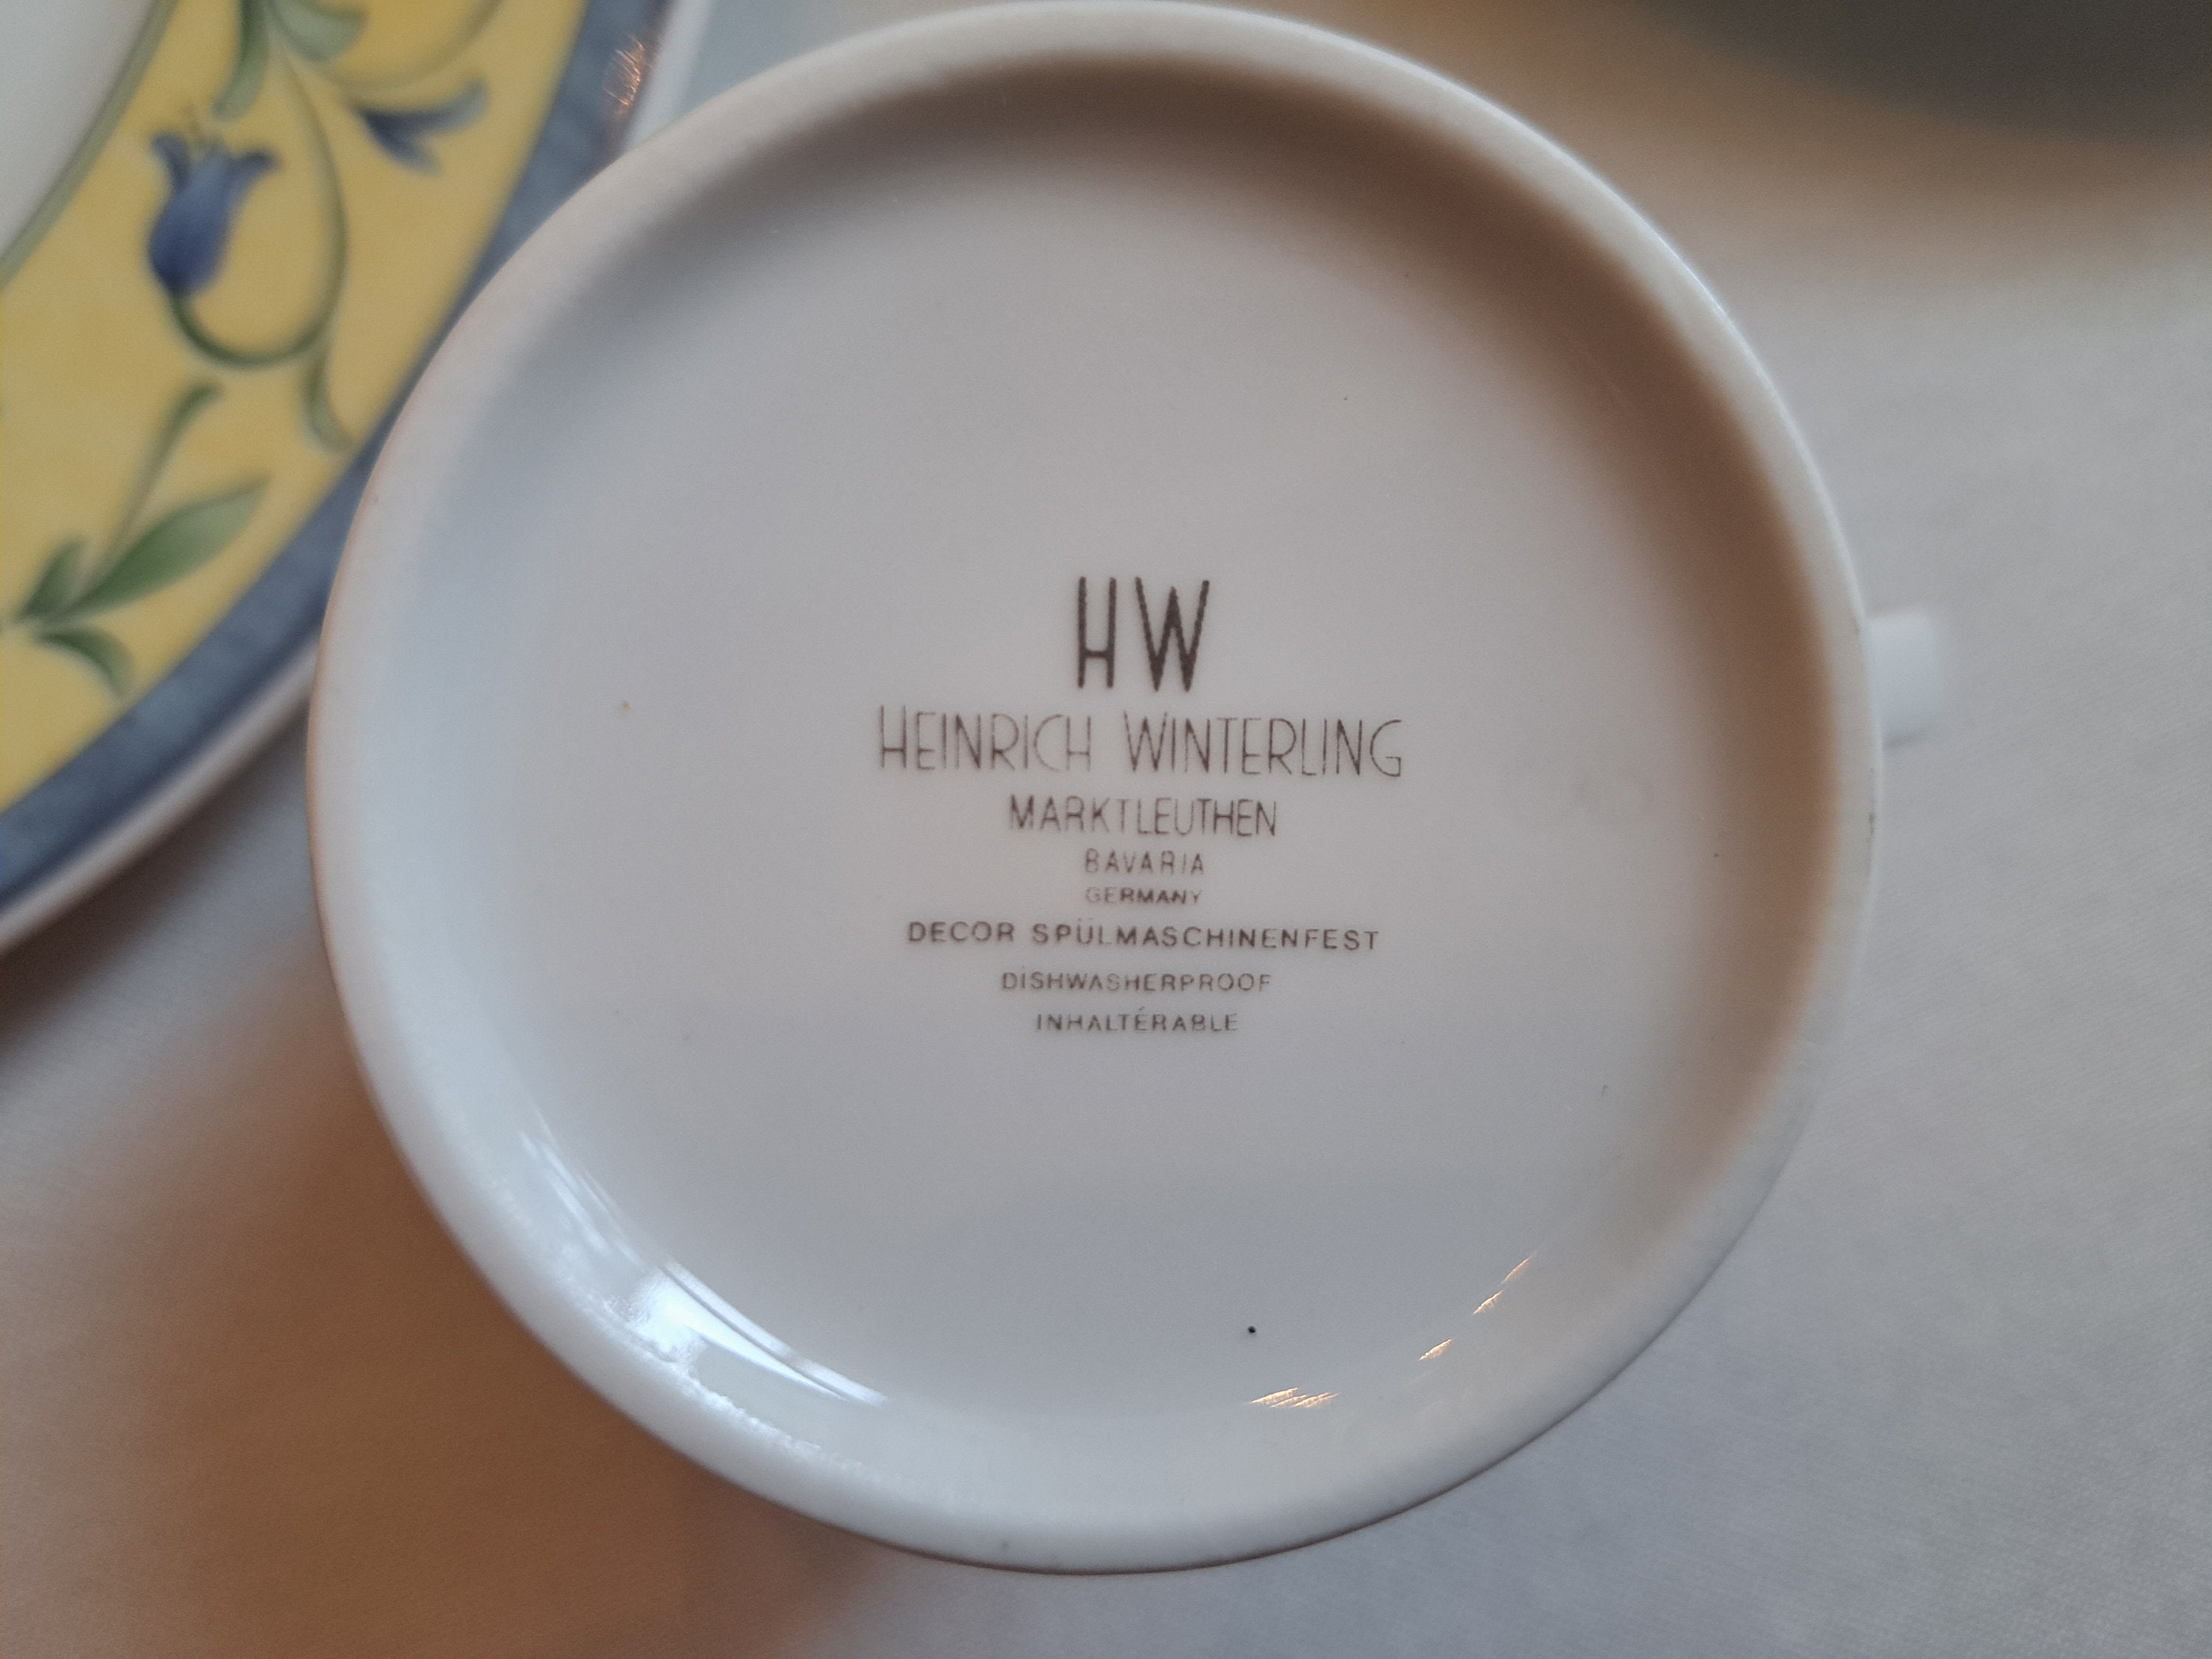 HW
HEINRICH WINTERLING
MARKTLEUTHEN
BAVARIA
GERMANY
DECOR SPÜLMASCHINENFEST
DISHWASHERPROOF
INHALTÉRABLE